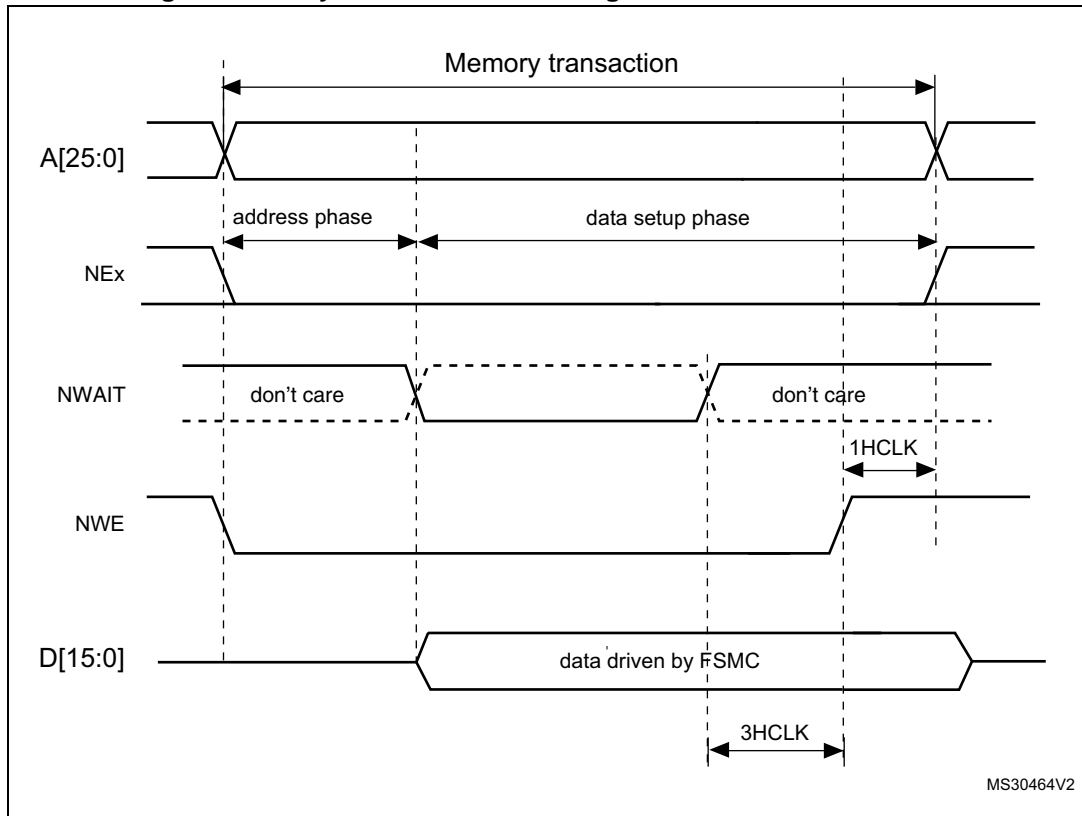 Memory transaction
A[25:0]
address phase
data setup phase
NEx
NWAIT
don't care
don't care
1HCLK
NWE
D[15:0]
data driven by FSMC
3HCLK
MS30464V2